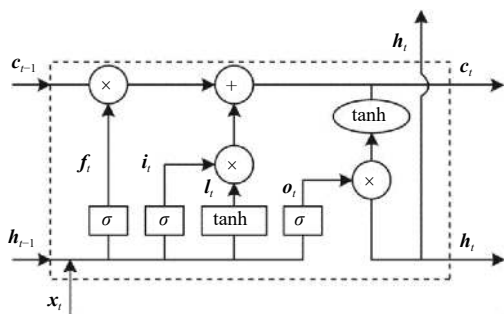 h_t
c_{t-1}
×
+
c_t
tanh
f_t
i_t
×
l_t
o_t
×
σ
σ
tanh
σ
h_{t-1}
h_t
x_t